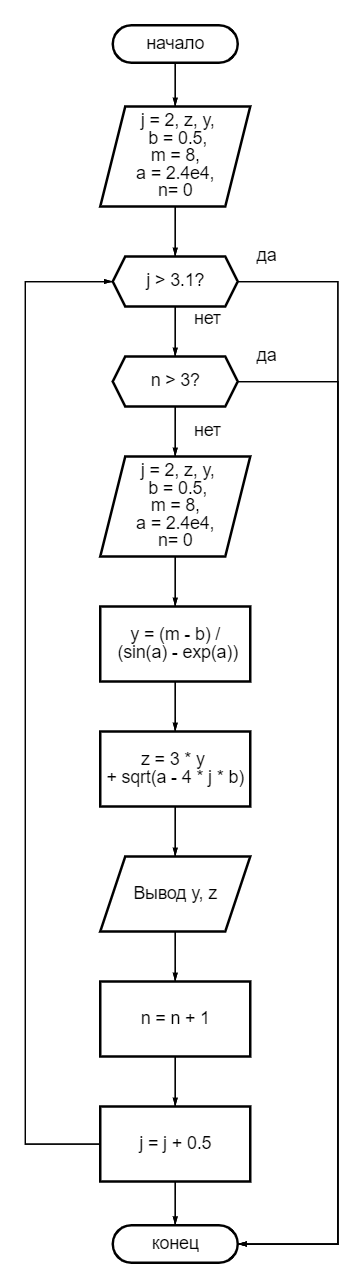 начало
j = 2, z, y,
b = 0.5,
m = 8,
a = 2.4e4,
n= 0
да
j > 3.1?
нет
да
n > 3?
нет
j = 2, z, y,
b = 0.5,
m = 8,
a = 2.4e4,
n= 0
y = (m - b) /
(sin(a) - exp(a))
z = 3 * y
+ sqrt(a - 4 * j * b)
Вывод y, z
n = n + 1
j = j + 0.5
конец